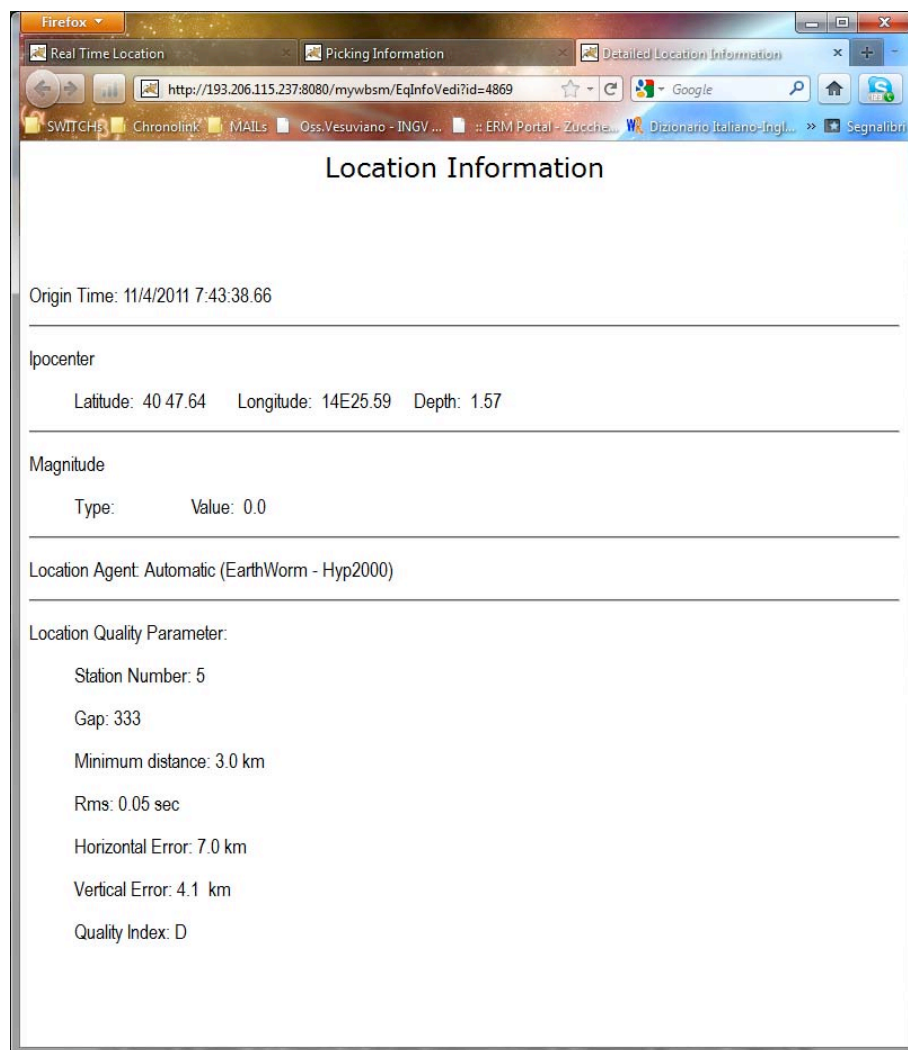 Firefox
Real Time Location
Picking Information
Detailed Location Information
http://193.206.115.237:8080/mywbsm/EqInfoVedi?id=4869
Google
SWITCHs Chronolink MAILs Oss.Vesuviano - INGV ... :: ERM Portal - Zucche... Dizionario Italiano-Ingl... » Segnalibri
Location Information
Origin Time: 11/4/2011 7:43:38.66
Ipocenter
Latitude: 40 47.64 Longitude: 14E25.59 Depth: 1.57
Magnitude
Type: Value: 0.0
Location Agent: Automatic (EarthWorm - Hyp2000)
Location Quality Parameter:
Station Number: 5
Gap: 333
Minimum distance: 3.0 km
Rms: 0.05 sec
Horizontal Error: 7.0 km
Vertical Error: 4.1 km
Quality Index: D